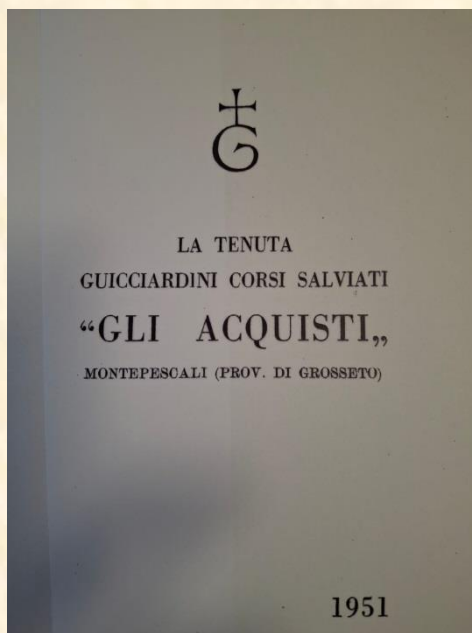 G
LA TENUTA
GUICCIARDINI CORSI SALVIATI
“GLI ACQUISTI„
MONTEPESCALI (PROV. DI GROSSETO)
1951